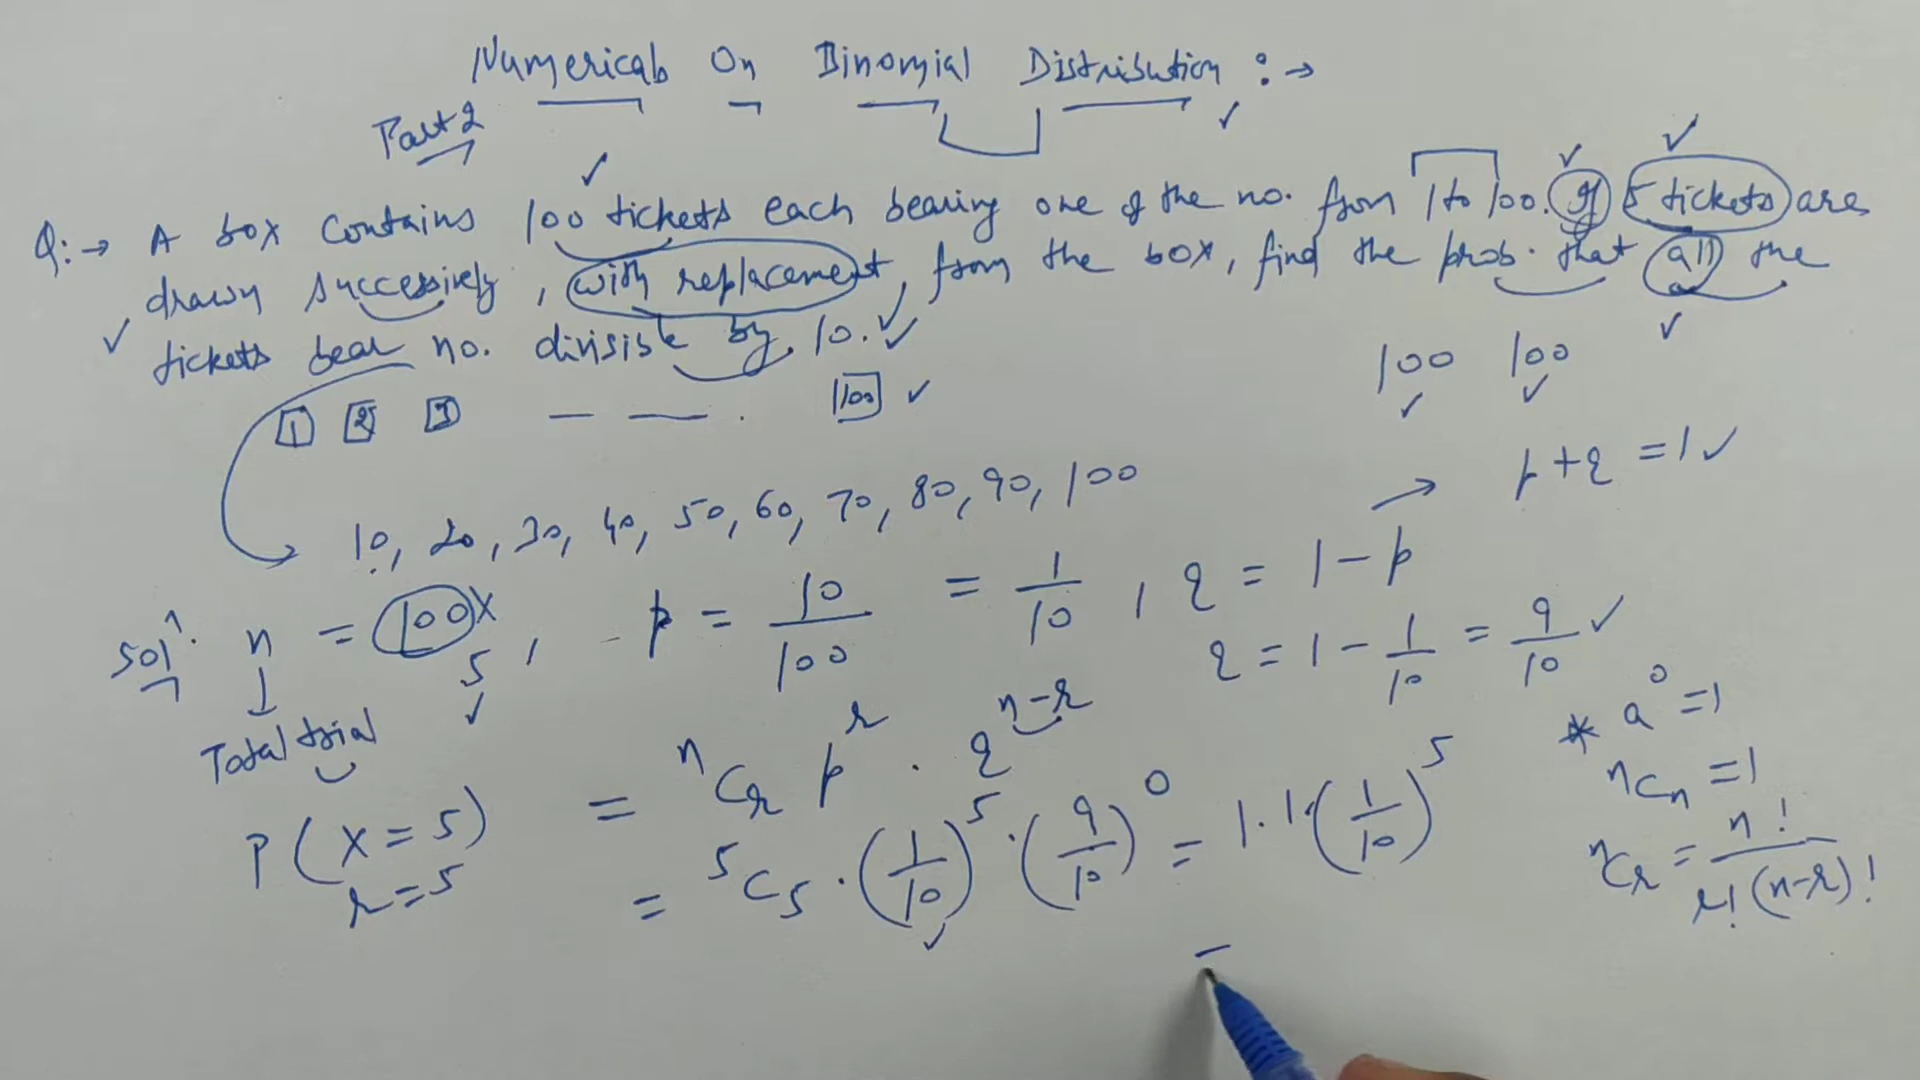 Numericals On Binomial Distribution :→
Part 2
Q:→ A box contains 100 tickets each bearing one of the no. from 1 to 100. If 5 tickets are
drawn successively, with replacement, from the box, find the prob. that all the
tickets bear no. divisible by 10.
1 2 3 — — . 100
100 100
p+q = 1
10, 20, 30, 40, 50, 60, 70, 80, 90, 100
Solⁿ. n = 100 x 5, p = 10/100 = 1/10, q = 1 - p
q = 1 - 1/10 = 9/10
Total trial
* a⁰ = 1
P(X = 5) = ⁿCᵣ pʳ . qⁿ⁻ʳ
ⁿCₙ = 1
r = 5
= ⁵C₅ . (1/10)⁵ . (9/10)⁰ = 1.1.(1/10)⁵
ⁿCᵣ = n!/r!(n-r)!